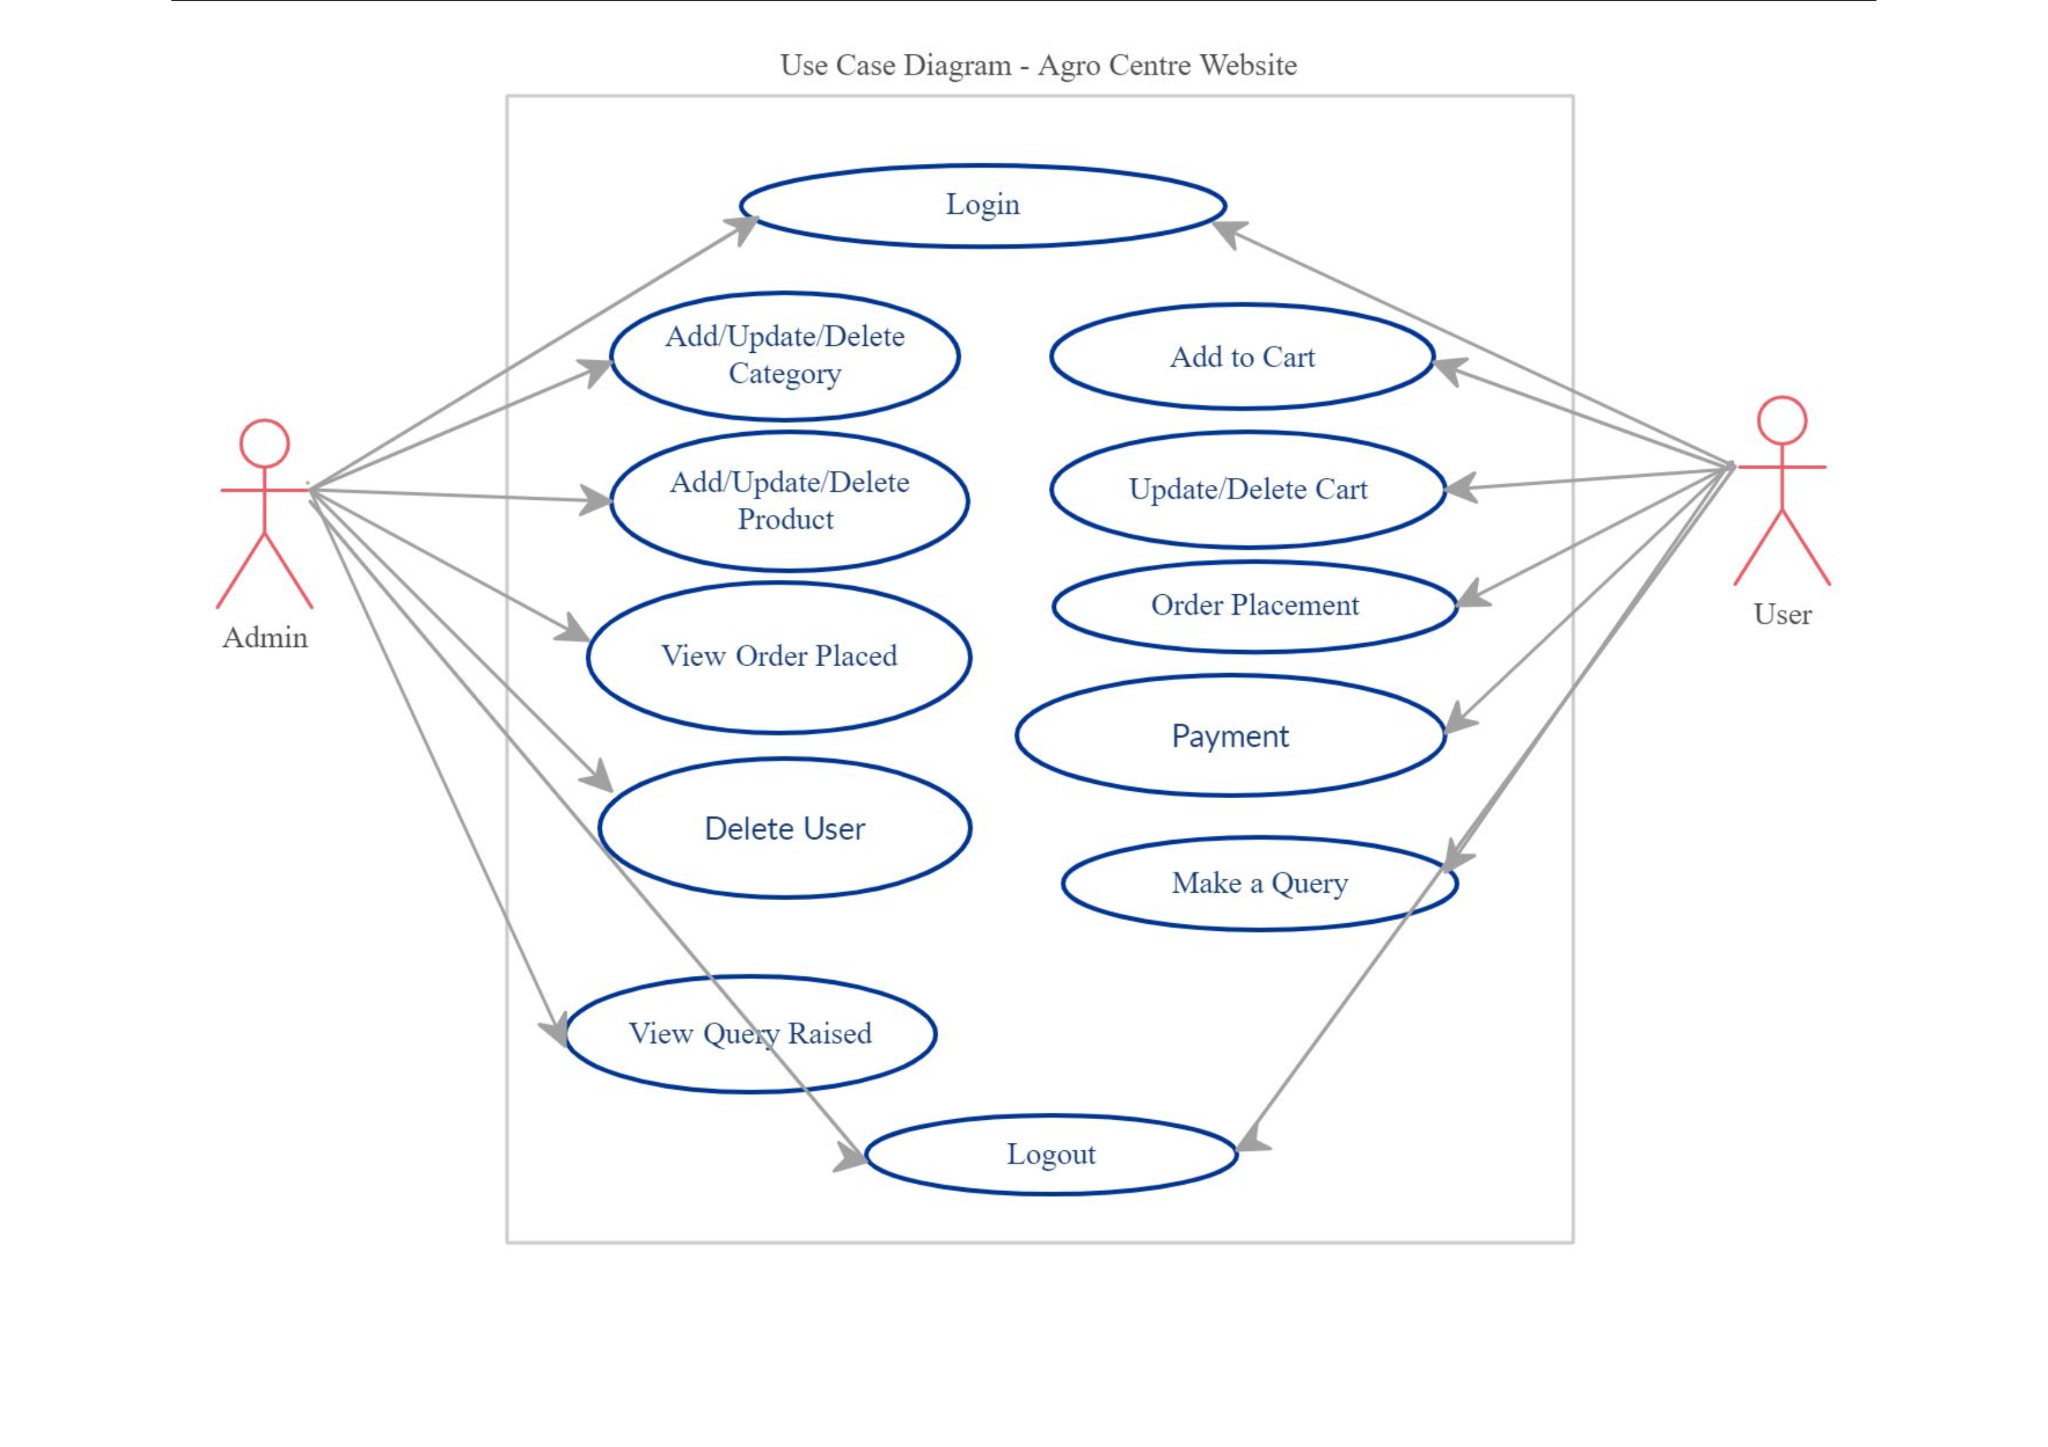 Use Case Diagram - Agro Centre Website
Login
Add/Update/Delete
Category
Add to Cart
Add/Update/Delete
Product
Update/Delete Cart
Order Placement
User
Admin
View Order Placed
Payment
Delete User
Make a Query
View Query Raised
Logout